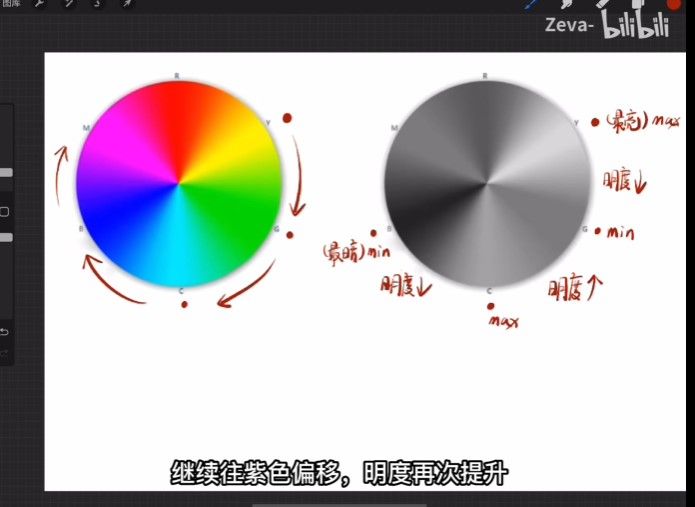 图库
Zeva- bilibili
R
M
Y
B
G
C
R
M
Y
(最亮) max
明度↓
B
G
min
(最暗) min
明度↓
明度↑
C
max
继续往紫色偏移，明度再次提升